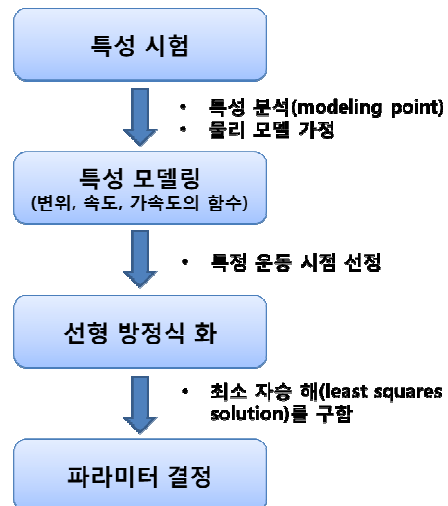 특성 시험
• 특성 분석(modeling point)
• 물리 모델 가정
특성 모델링
(변위, 속도, 가속도의 함수)
• 특정 운동 시점 선정
선형 방정식 화
• 최소 자승 해(least squares
solution)를 구함
파라미터 결정